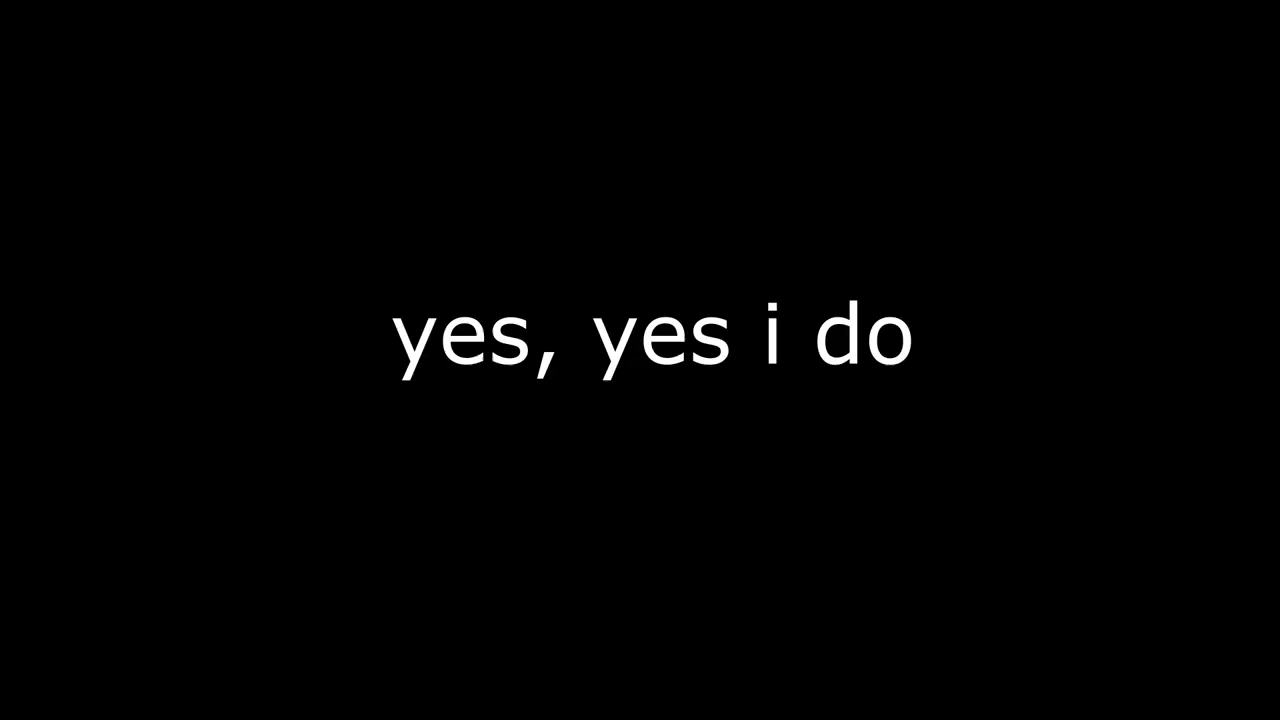 yes, yes i do